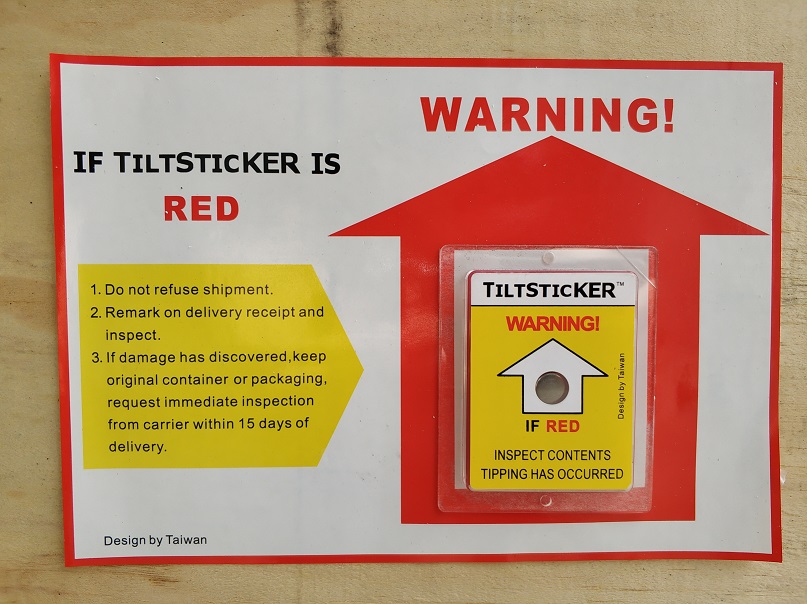 WARNING!
IF TILTSTICKER IS
RED
1. Do not refuse shipment.
2. Remark on delivery receipt and
inspect.
3. If damage has discovered,keep
original container or packaging,
request immediate inspection
from carrier within 15 days of
delivery.
Design by Taiwan
TILTSTICKER™
WARNING!
Design by Taiwan
IF RED
INSPECT CONTENTS
TIPPING HAS OCCURRED